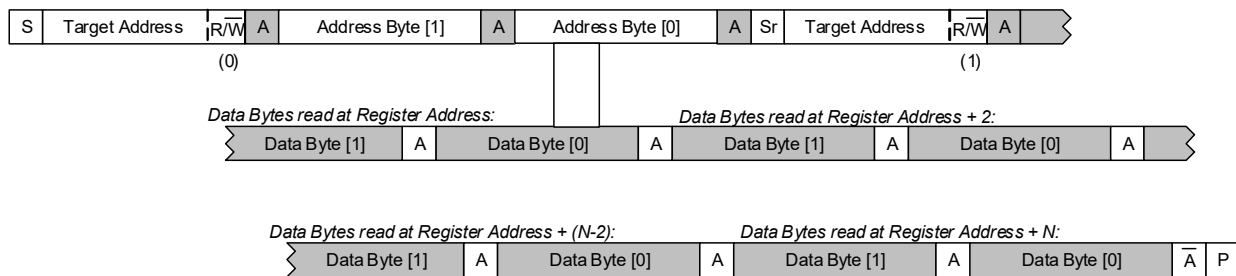 S Target Address R/W̅ A Address Byte [1] A Address Byte [0] A Sr Target Address R/W̅ A
(0) (1)
Data Bytes read at Register Address: Data Bytes read at Register Address + 2:
Data Byte [1] A Data Byte [0] A Data Byte [1] A Data Byte [0] A
Data Bytes read at Register Address + (N-2): Data Bytes read at Register Address + N:
Data Byte [1] A Data Byte [0] A Data Byte [1] A Data Byte [0] A̅ P